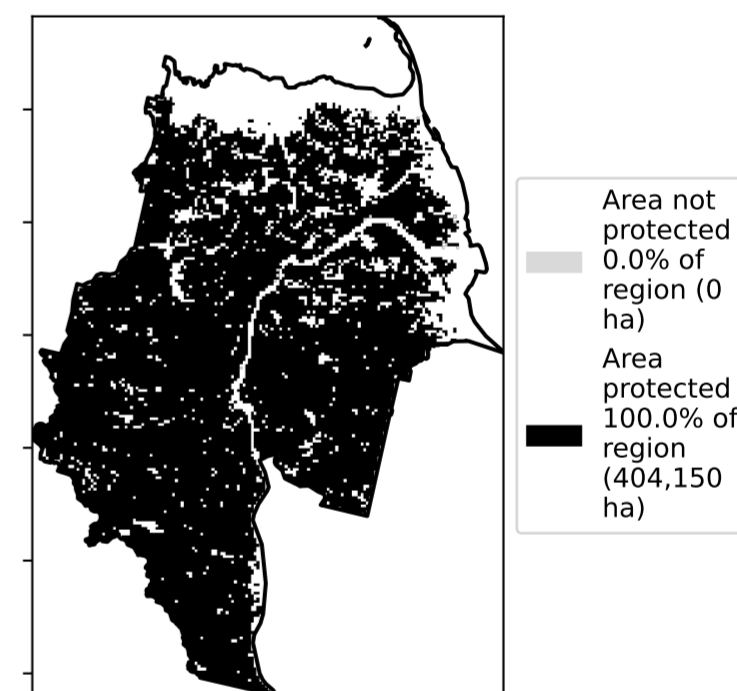 Area not
protected
0.0% of
region (0
ha)
Area
protected
100.0% of
region
(404,150
ha)